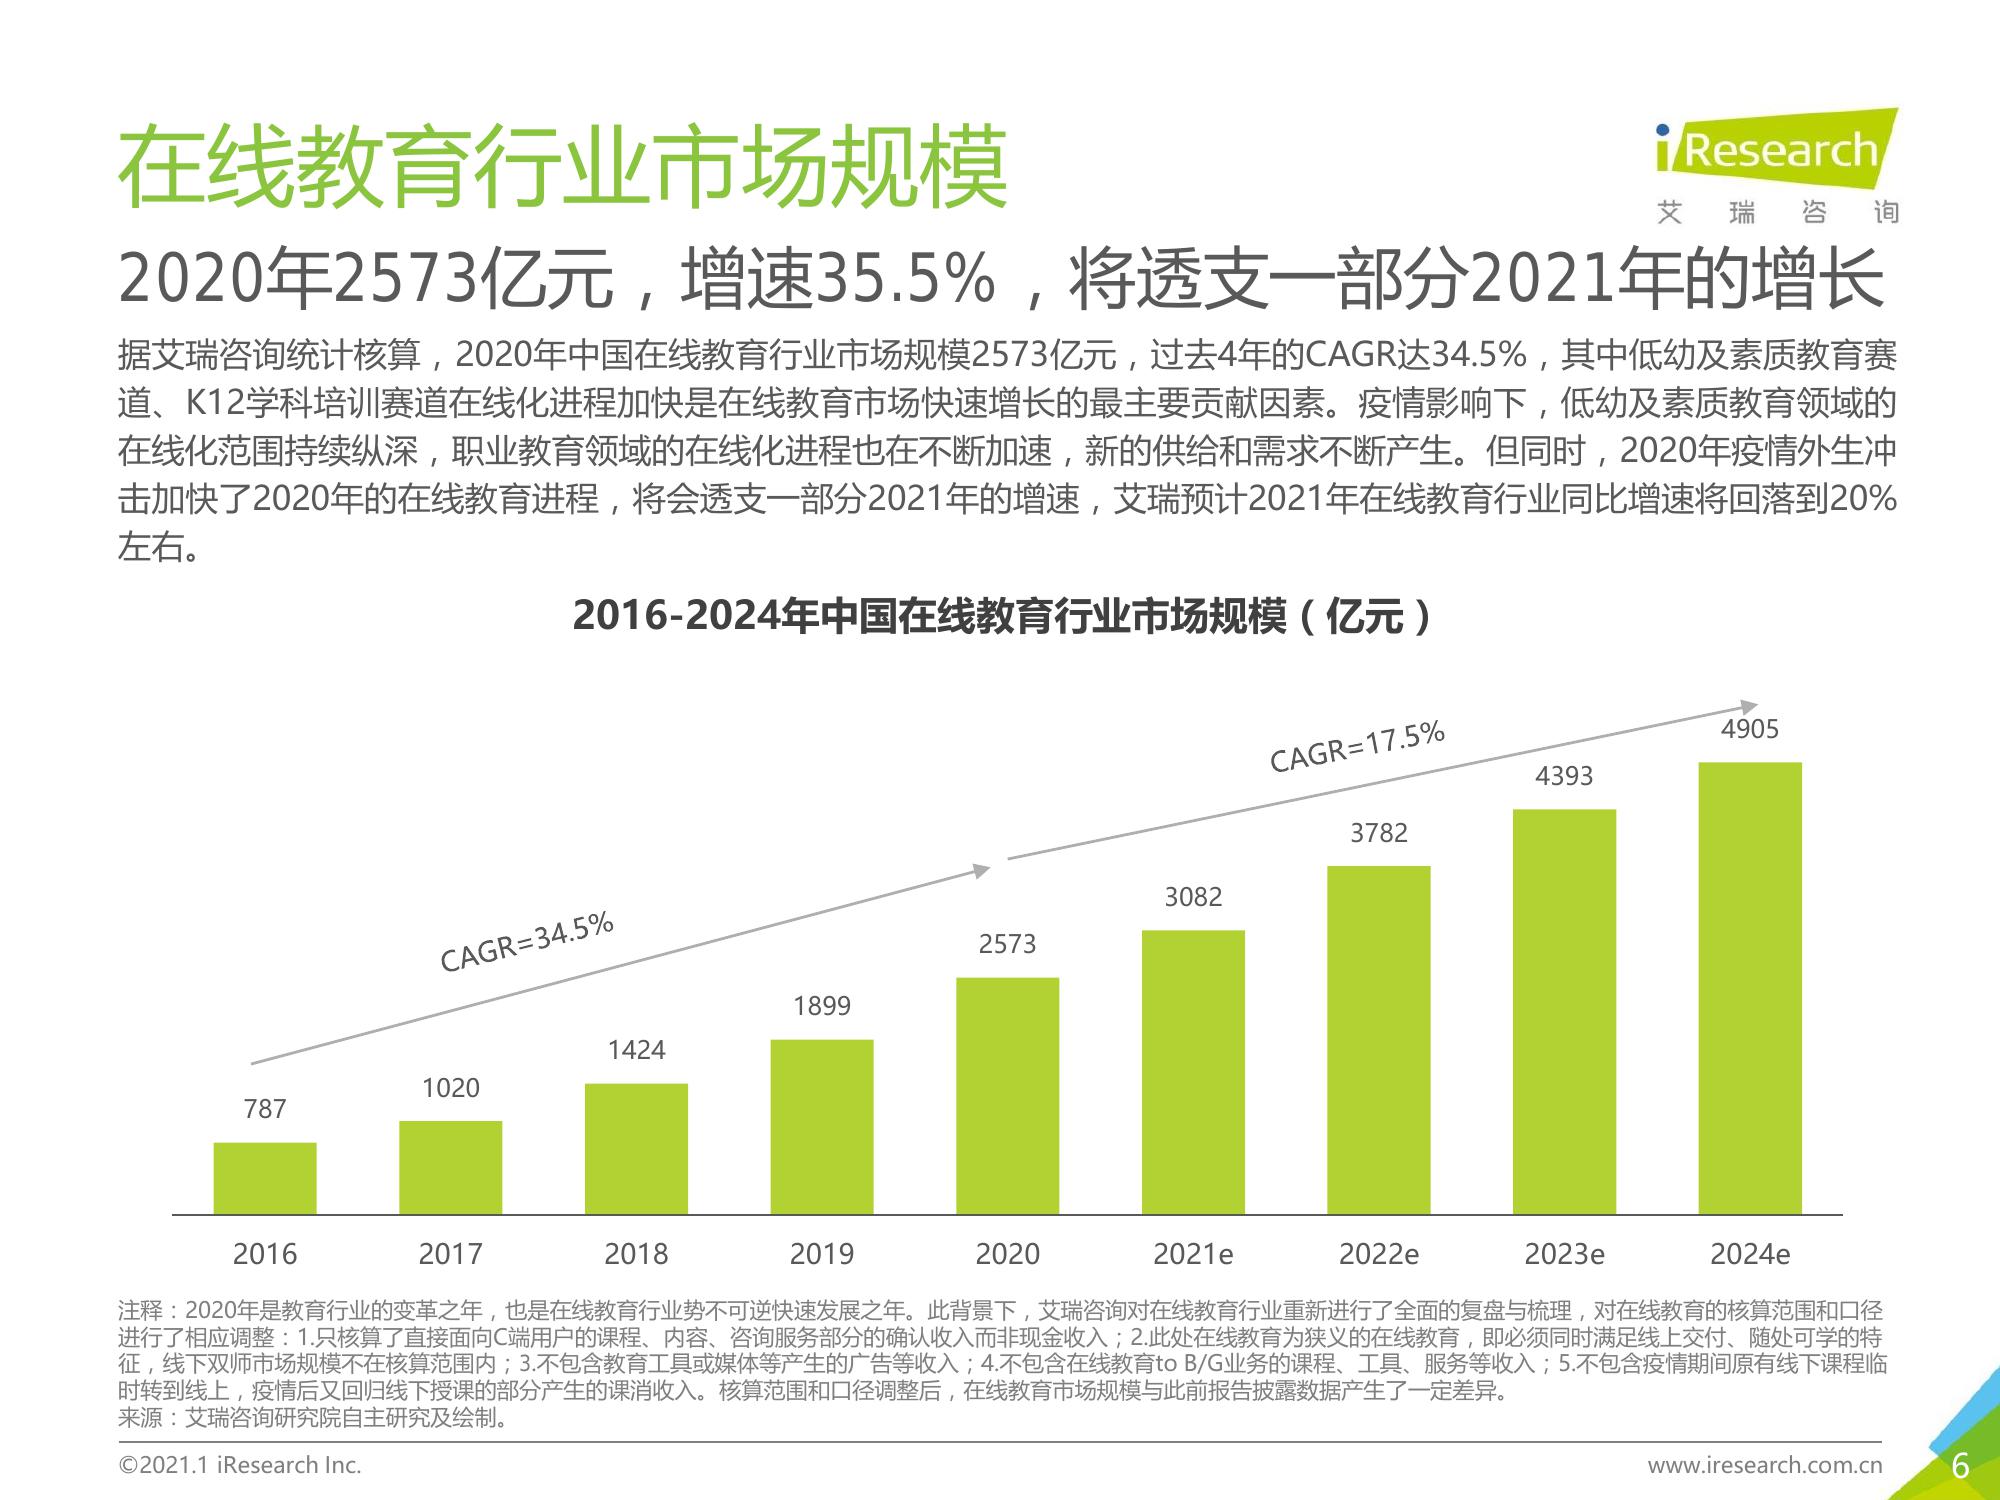 在线教育行业市场规模
iResearch
艾瑞咨询
2020年2573亿元，增速35.5%，将透支一部分2021年的增长
据艾瑞咨询统计核算，2020年中国在线教育行业市场规模2573亿元，过去4年的CAGR达34.5%，其中低幼及素质教育赛
道、K12学科培训赛道在线化进程加快是在线教育市场快速增长的最主要贡献因素。疫情影响下，低幼及素质教育领域的
在线化范围持续纵深，职业教育领域的在线化进程也在不断加速，新的供给和需求不断产生。但同时，2020年疫情外生冲
击加快了2020年的在线教育进程，将会透支一部分2021年的增速，艾瑞预计2021年在线教育行业同比增速将回落到20%
左右。
2016-2024年中国在线教育行业市场规模（亿元）
CAGR=34.5%
CAGR=17.5%
787
1020
1424
1899
2573
3082
3782
4393
4905
2016
2017
2018
2019
2020
2021e
2022e
2023e
2024e
注释：2020年是教育行业的变革之年，也是在线教育行业势不可逆快速发展之年。此背景下，艾瑞咨询对在线教育行业重新进行了全面的复盘与梳理，对在线教育的核算范围和口径
进行了相应调整：1.只核算了直接面向C端用户的课程、内容、咨询服务部分的确认收入而非现金收入；2.此处在线教育为狭义的在线教育，即必须同时满足线上交付、随处可学的特
征，线下双师市场规模不在核算范围内；3.不包含教育工具或媒体等产生的广告等收入；4.不包含在线教育to B/G业务的课程、工具、服务等收入；5.不包含疫情期间原有线下课程临
时转到线上，疫情后又回归线下授课的部分产生的课消收入。核算范围和口径调整后，在线教育市场规模与此前报告披露数据产生了一定差异。
来源：艾瑞咨询研究院自主研究及绘制。
©2021.1 iResearch Inc.
www.iresearch.com.cn
6